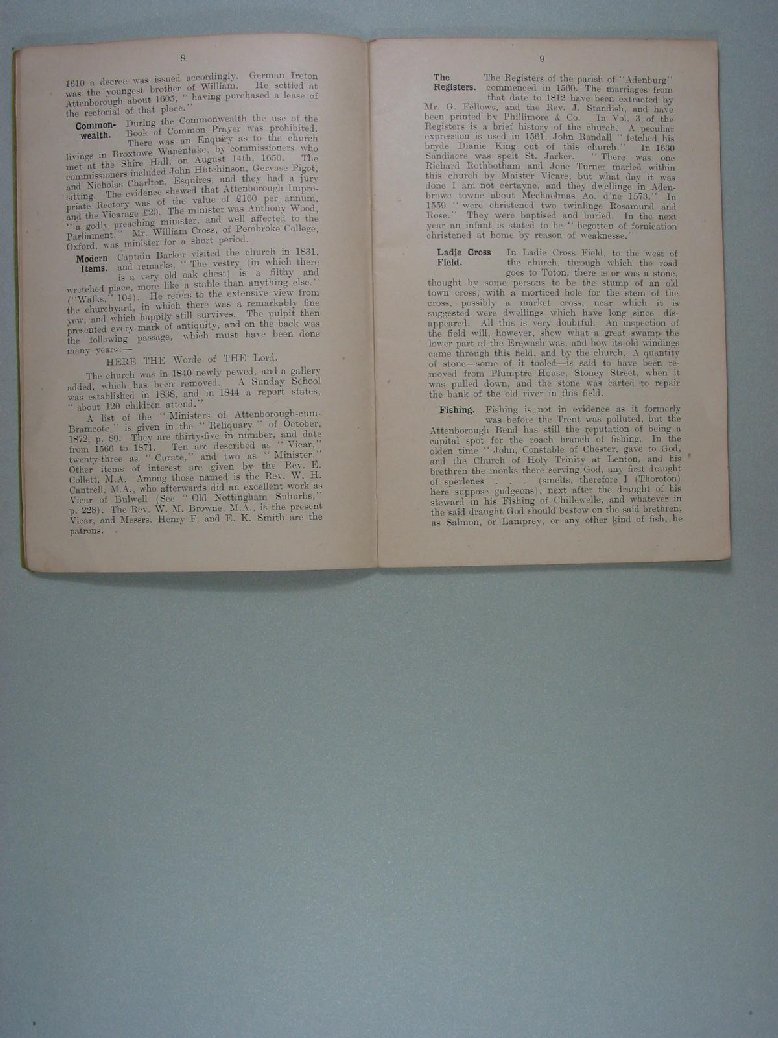 8
1610 a decree was issued accordingly. German Ireton
was the youngest brother of William. He settled at
Attenborough about 1603, "having purchased a lease of
the rectorial of that place."
Common- During the Commonwealth the use of the
wealth. Book of Common Prayer was prohibited.
There was an Enquiry as to the church
livings in Broxtowe Wapentake, by commissioners who
met at the Shire Hall, on August 14th, 1650. The
commissioners included John Hutchinson, Gervase Pigot,
and Nicholas Charlton, Esquires, and they had a jury
sitting. The evidence shewed that Attenborough Impro-
priate Rectory was of the value of £160 per annum,
and the Vicarage £25. The minister was Anthony Wood,
"a godly preaching minister, and well affected to the
Parliament." Mr. William Cross, of Pembroke College,
Oxford, was minister for a short period.
Modern Captain Barker visited the church in 1831,
Items. and remarks, "The vestry (in which there
is a very old oak chest) is a filthy and
wretched place, more like a stable than anything else."
("Walks," 104). He refers to the extensive view from
the churchyard, in which there was a remarkably fine
yew, and which happily still survives. The pulpit then
presented every mark of antiquity, and on the back was
the following passage, which must have been done
many years:—
HERE THE Worde of THE Lord.
The church was in 1840 newly pewed, and a gallery
added, which has been removed. A Sunday School
was established in 1808, and in 1844 a report states,
"about 120 children attend."
A list of the "Ministers of Attenborough-cum-
Bramcote" is given in the "Reliquary" of October,
1872, p. 80. They are thirty-five in number, and date
from 1560 to 1871. Ten are described as "Vicar,"
twenty-three as "Curate," and two as "Minister."
Other items of interest are given by the Rev. E.
Collett, M.A. Among those named is the Rev. W. H.
Cantrell, M.A., who afterwards did an excellent work as
Vicar of Bulwell (See "Old Nottingham Suburbs,"
p. 228). The Rev. W. M. Browne, M.A., is the present
Vicar, and Messrs. Henry F. and E. K. Smith are the
patrons.
9
The The Registers of the parish of "Adenburg"
Registers. commenced in 1560. The marriages from
that date to 1812 have been extracted by
Mr. G. Fellows, and the Rev. J. Standish, and have
been printed by Phillimore & Co. In Vol. 3 of the
Registers is a brief history of the church. A peculiar
expression is used in 1561, John Randall "fetched his
bryde Dianie King out of this church." In 1650
Sandiacre was spelt St. Jacker. "There was one
Richard Rothbotham and Jone Turner maried within
this church by Maister Vicars, but what day it was
done I am not certayne, and they dwellinge in Aden-
browe towne about Mechaelmas Ao. d'ne 1573." In
1550 "were christened two twinlings Rosamund and
Rose." They were baptised and buried. In the next
year an infant is stated to be "begotten of fornication
christened at home by reason of weaknesse.
Ladie Cross In Ladie Cross Field, to the west of
Field. the church, through which the road
goes to Toton, there is or was a stone,
thought by some persons to be the stump of an old
town cross, with a morticed hole for the stem of the
cross, possibly a market cross, near which it is
suggested were dwellings which have long since dis-
appeared. All this is very doubtful. An inspection of
the field will, however, show what a great swamp the
lower part of the Erewash was, and how its old windings
came through this field, and by the church. A quantity
of stone—some of it tooled—is said to have been re-
moved from Plumptre House, Stoney Street, when it
was pulled down, and the stone was carted to repair
the bank of the old river in this field.
Fishing. Fishing is not in evidence as it formerly
was before the Trent was polluted, but the
Attenborough Bend has still the reputation of being a
capital spot for the coach branch of fishing. In the
olden time "John, Constable of Chester, gave to God,
and the Church of Holy Trinity at Lenton, and his
brethren the monks there serving God, any first draught
of sperlenes . . . (smelts, therefore I (Thoroton)
here suppose gudgeons), next after the draught of his
steward in his Fishing of Chillewelle, and whatever in
the said draught God should bestow on the said brethren,
as Salmon, or Lamprey, or any other kind of fish, he